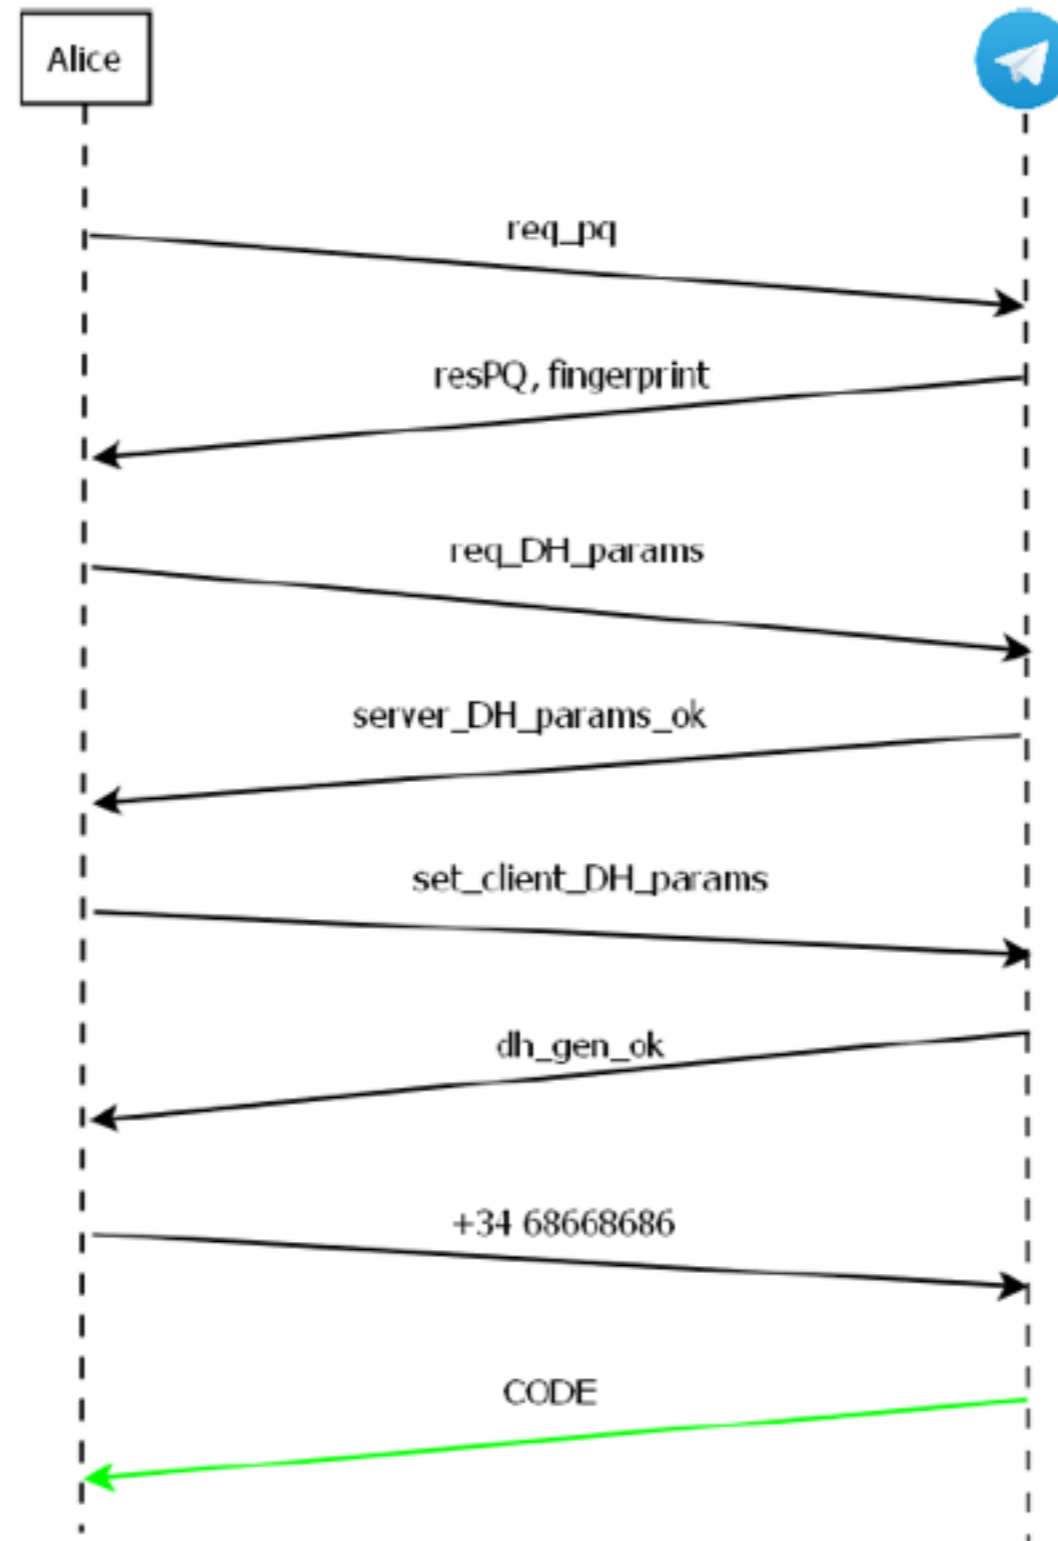 Alice
req_pq
resPQ, fingerprint
req_DH_params
server_DH_params_ok
set_client_DH_params
dh_gen_ok
+34 68668686
CODE